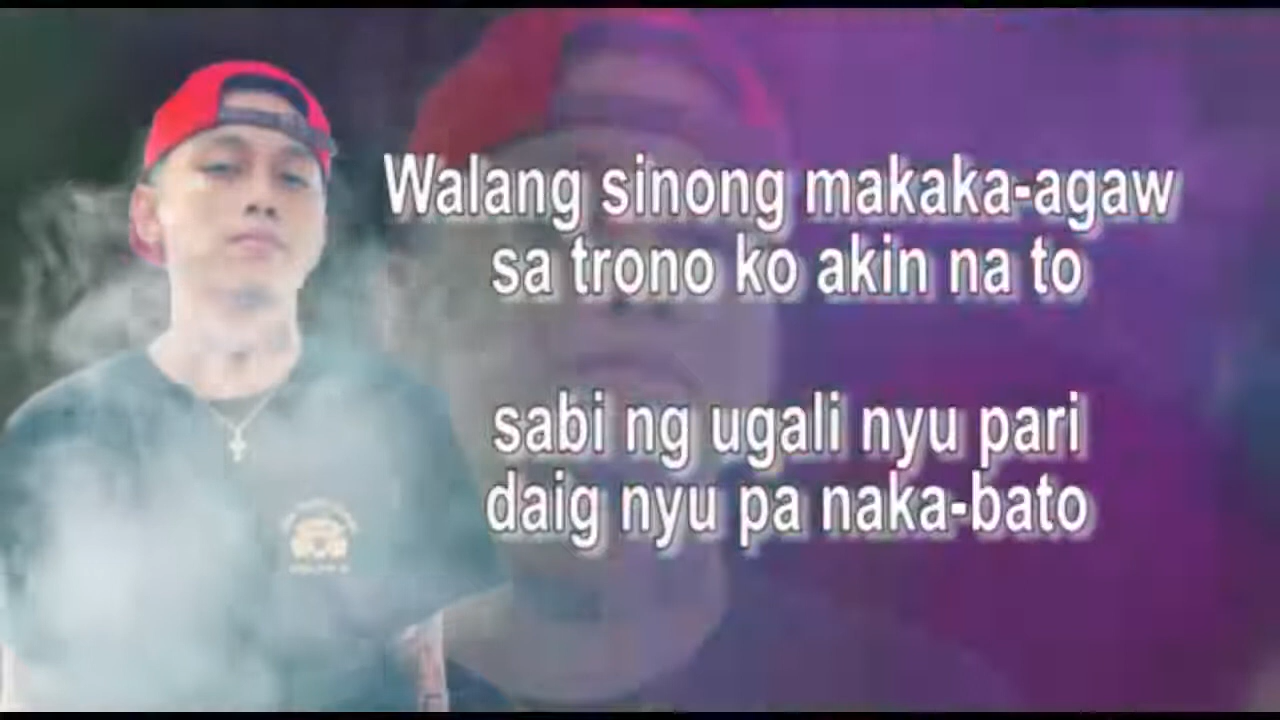 Walang sinong makaka-agaw
sa trono ko akin na to
sabi ng ugali nyu pari
daig nyu pa naka-bato